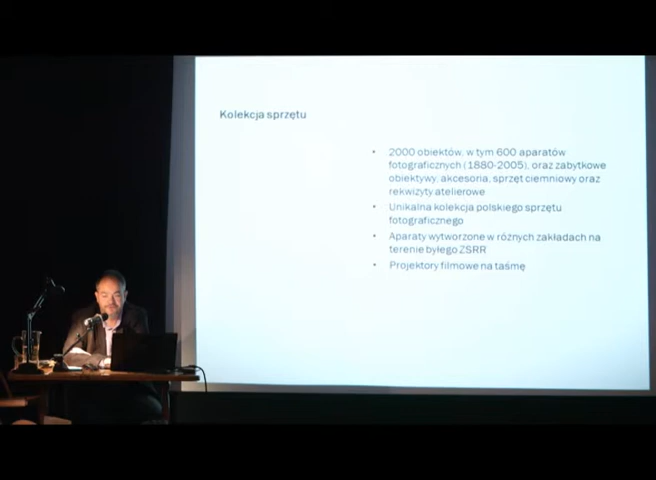 Kolekcja sprzętu
• 2000 obiektów, w tym 600 aparatów
fotograficznych (1880-2005), oraz zabytkowe
obiektywy, akcesoria, sprzęt ciemniowy oraz
rekwizyty atelierowe
• Unikalna kolekcja polskiego sprzętu
fotograficznego
• Aparaty wytworzone w różnych zakładach na
terenie byłego ZSRR
• Projektory filmowe na taśmę